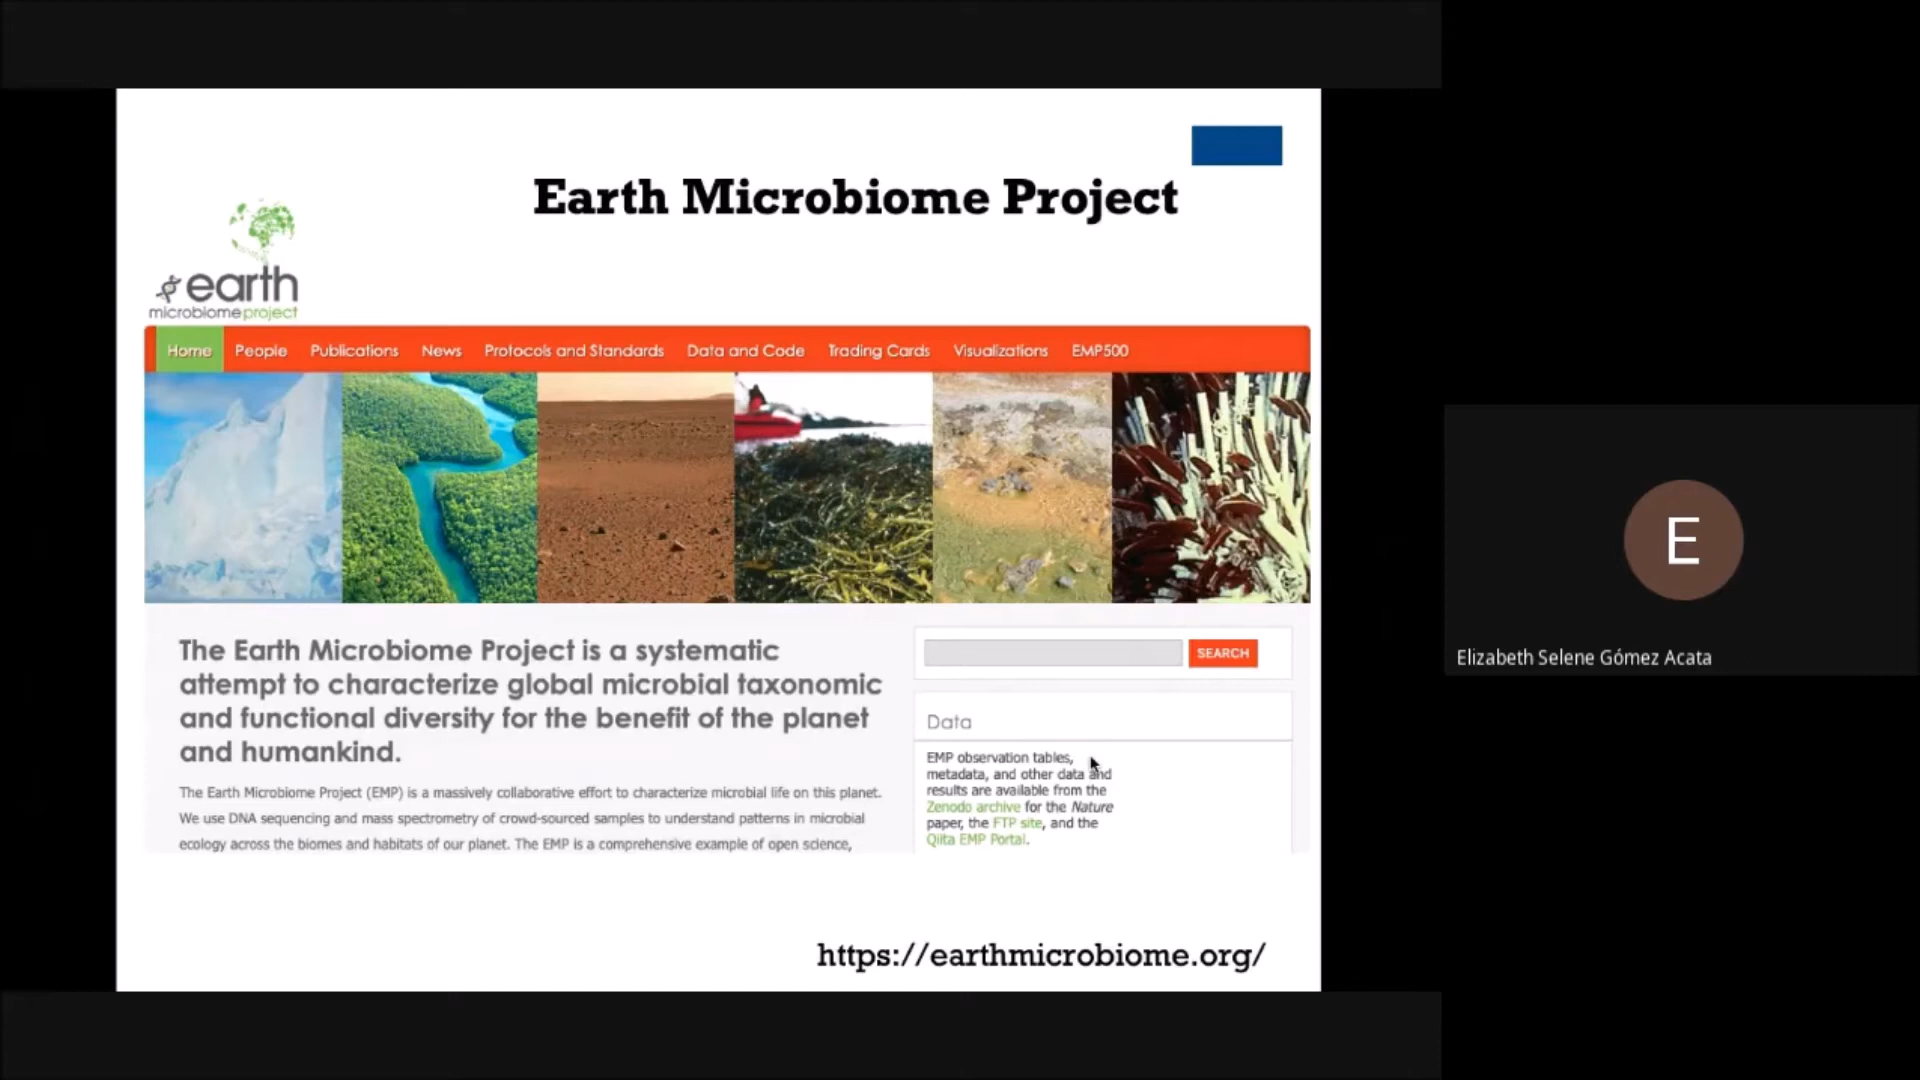 Earth Microbiome Project
earth
microbiomeproject
Home People Publications News Protocols and Standards Data and Code Trading Cards Visualizations EMP500
The Earth Microbiome Project is a systematic
attempt to characterize global microbial taxonomic
and functional diversity for the benefit of the planet
and humankind.
The Earth Microbiome Project (EMP) is a massively collaborative effort to characterize microbial life on this planet.
We use DNA sequencing and mass spectrometry of crowd-sourced samples to understand patterns in microbial
ecology across the biomes and habitats of our planet. The EMP is a comprehensive example of open science,
SEARCH
Data
EMP observation tables,
metadata, and other data and
results are available from the
Zenodo archive for the Nature
paper, the FTP site, and the
Qiita EMP Portal.
https://earthmicrobiome.org/
E
Elizabeth Selene Gómez Acata